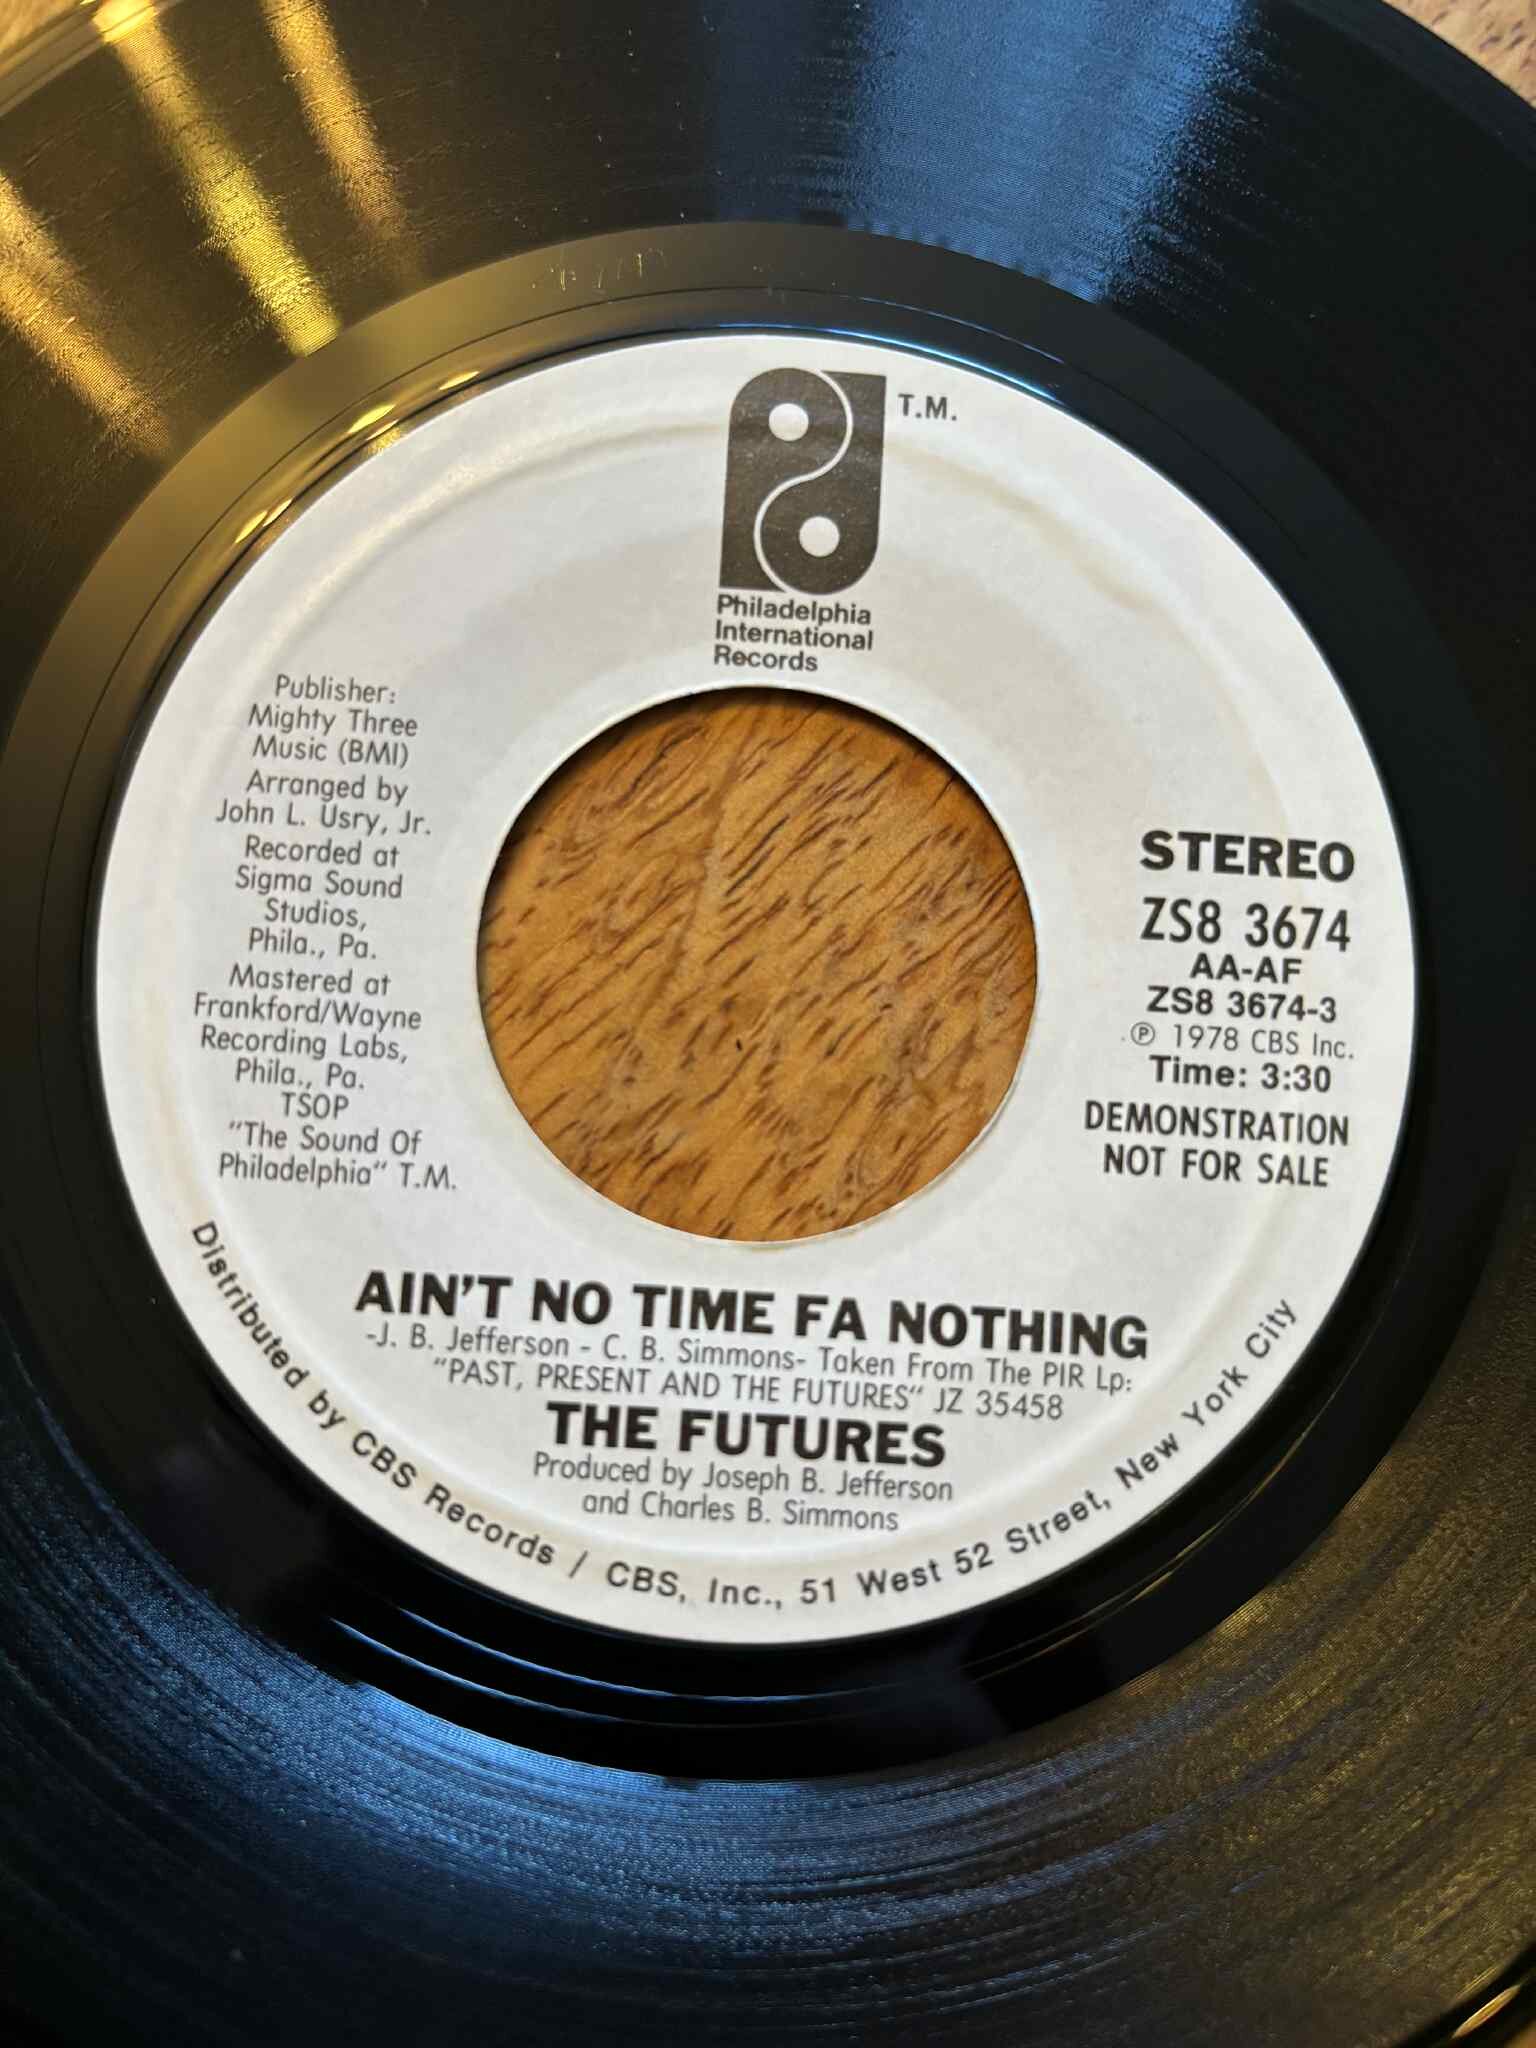 T.M.
Philadelphia
International
Records
Publisher:
Mighty Three
Music (BMI)
Arranged by
John L. Usry, Jr.
Recorded at
Sigma Sound
Studios,
Phila., Pa.
Mastered at
Frankford/Wayne
Recording Labs,
Phila., Pa.
TSOP
"The Sound Of
Philadelphia" T.M.
STEREO
ZS8 3674
AA-AF
ZS8 3674-3
℗ 1978 CBS Inc.
Time: 3:30
DEMONSTRATION
NOT FOR SALE
AIN'T NO TIME FA NOTHING
-J. B. Jefferson - C. B. Simmons- Taken From The PIR Lp:
"PAST, PRESENT AND THE FUTURES" JZ 35458
THE FUTURES
Produced by Joseph B. Jefferson
and Charles B. Simmons
Distributed by CBS Records / CBS, Inc., 51 West 52 Street, New York City